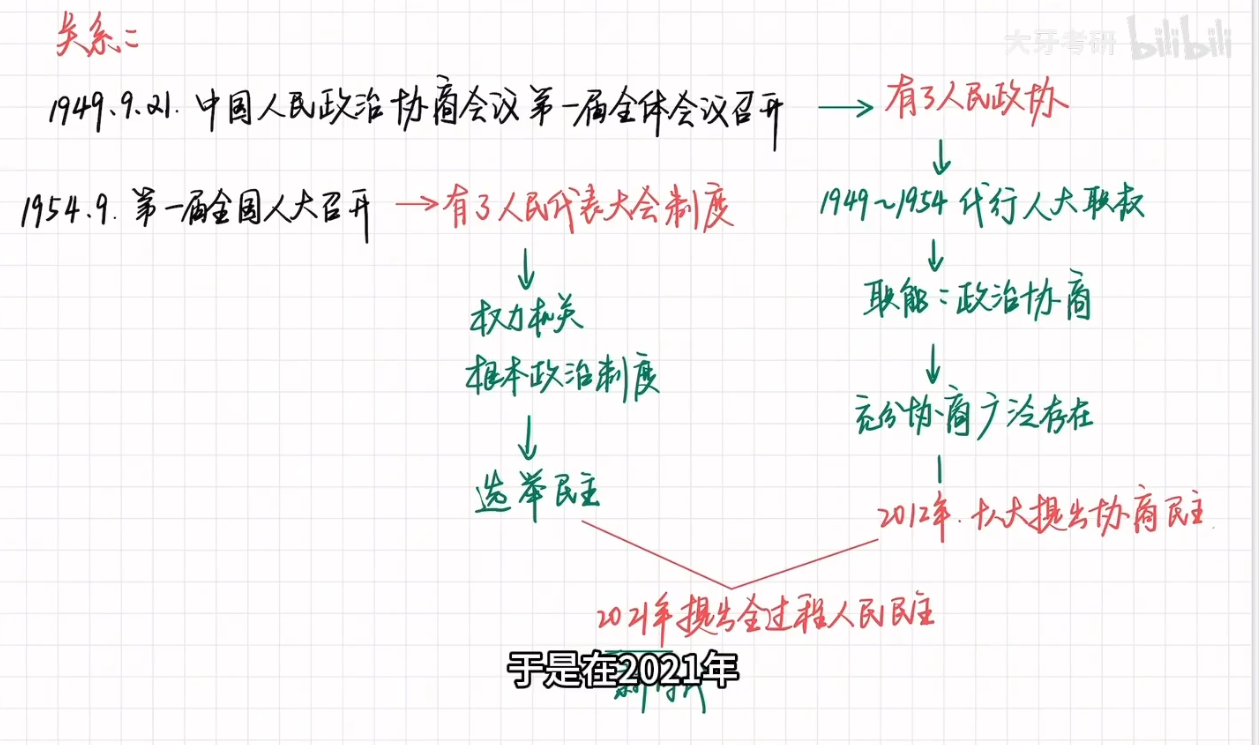 关系二
大牙考研 bilibili
1949.9.21. 中国人民政治协商会议第一届全体会议召开 → 有了人民政协
↓
1954.9. 第一届全国人大召开 → 有了人民代表大会制度
1949~1954 代行人大职权
↓
↓
权力机关
职能：政治协商
根本政治制度
↓
↓
充分协商广泛存在
选举民主
2012年.十八大提出协商民主
2021年提出全过程人民民主
于是在2021年